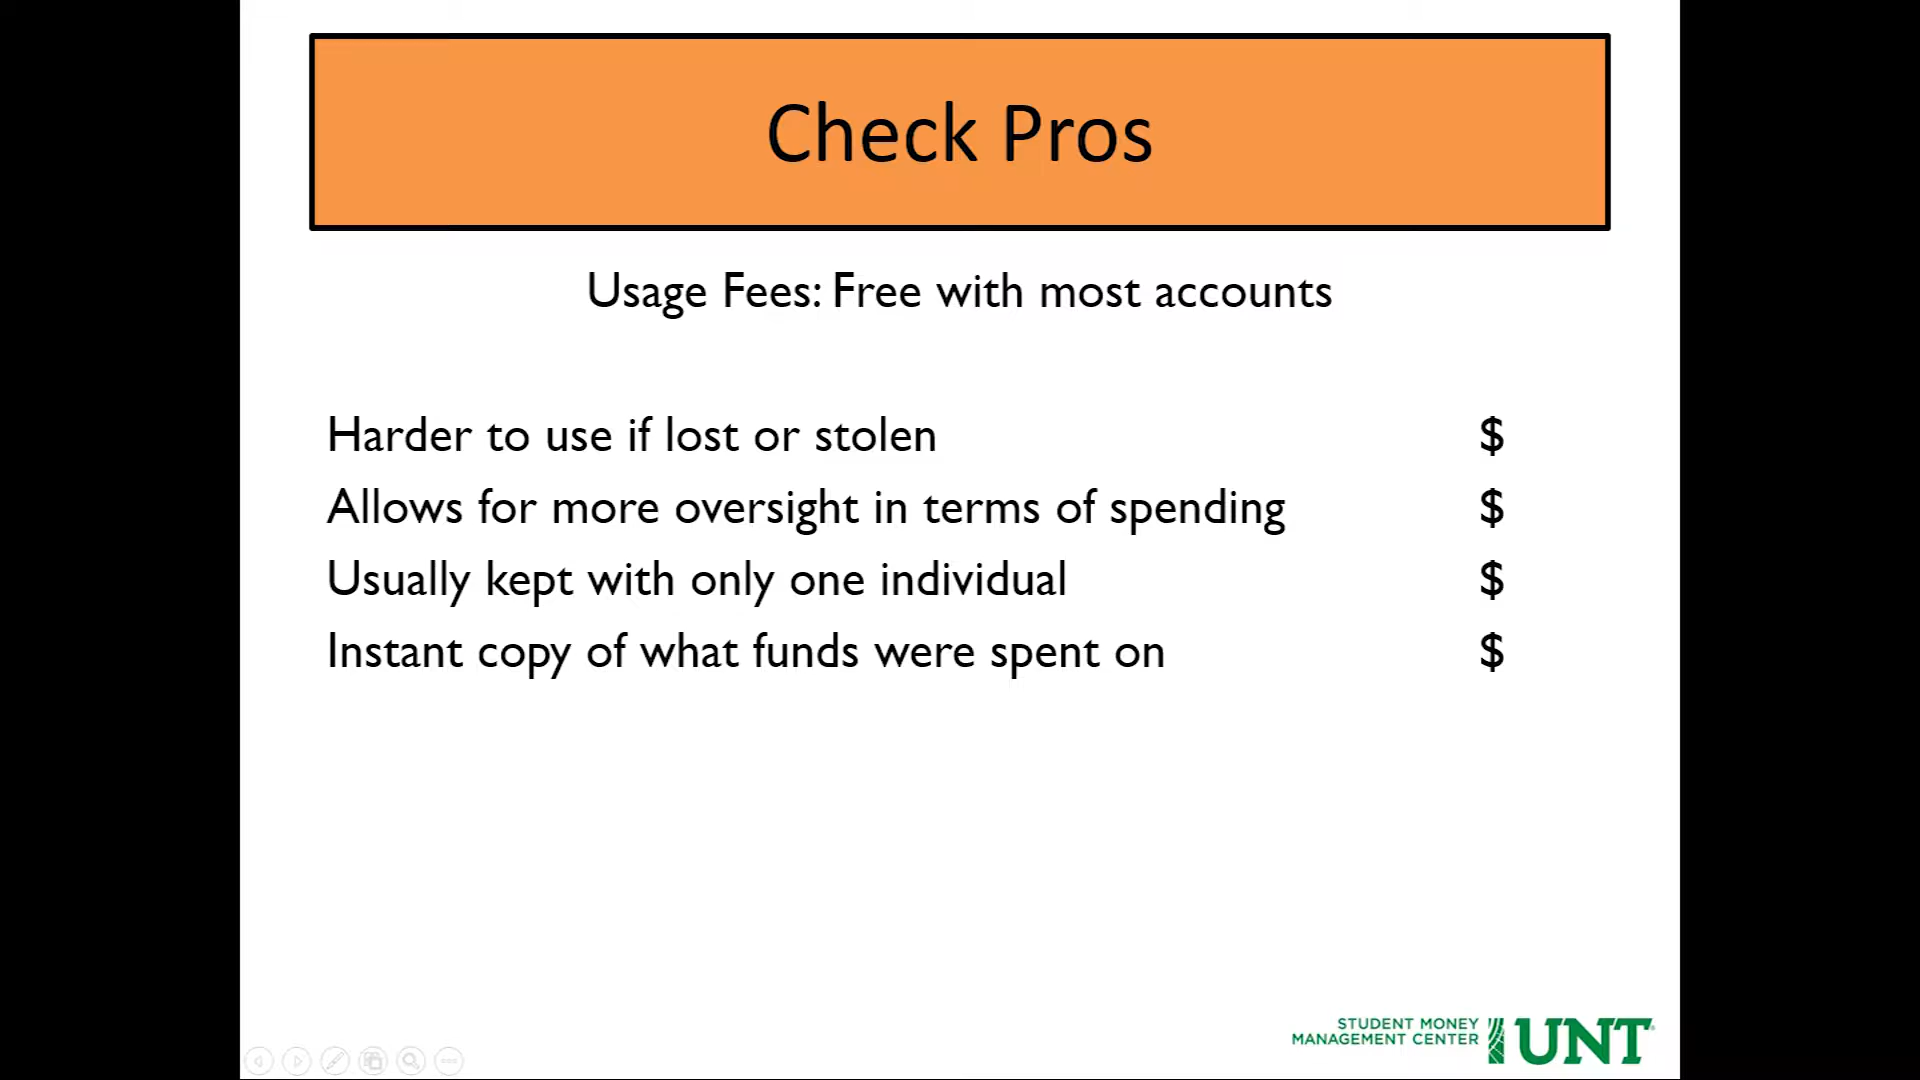 Check Pros
Usage Fees: Free with most accounts
Harder to use if lost or stolen $
Allows for more oversight in terms of spending $
Usually kept with only one individual $
Instant copy of what funds were spent on $
STUDENT MONEY
MANAGEMENT CENTER
UNT